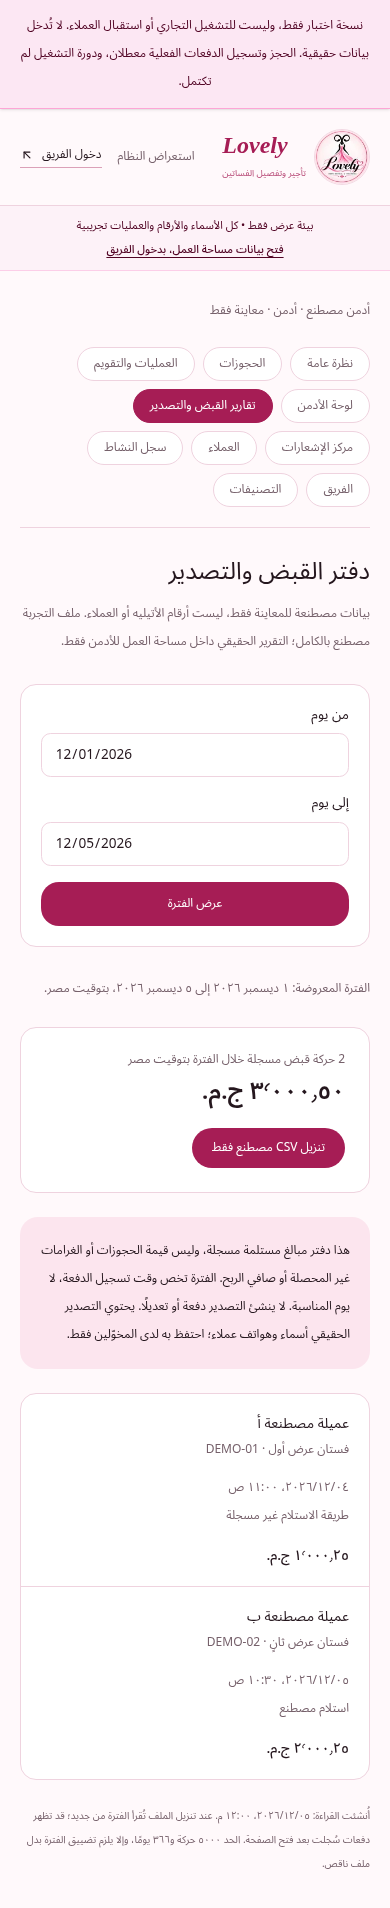 نسخة اختبار فقط، وليست للتشغيل التجاري أو استقبال العملاء. لا تُدخل
بيانات حقيقية. الحجز وتسجيل الدفعات الفعلية معطلان، ودورة التشغيل لم
تكتمل.
Lovely
Lovely
تأجير وتفصيل الفساتين
استعراض النظام
دخول الفريق
بيئة عرض فقط • كل الأسماء والأرقام والعمليات تجريبية
فتح بيانات مساحة العمل، بدخول الفريق
أدمن مصطنع · أدمن · معاينة فقط
نظرة عامة
الحجوزات
العمليات والتقويم
لوحة الأدمن
تقارير القبض والتصدير
مركز الإشعارات
العملاء
سجل النشاط
الفريق
التصنيفات
دفتر القبض والتصدير
بيانات مصطنعة للمعاينة فقط، ليست أرقام الأتيليه أو العملاء. ملف التجربة
مصطنع بالكامل؛ التقرير الحقيقي داخل مساحة العمل للأدمن فقط.
من يوم
12/01/2026
إلى يوم
12/05/2026
عرض الفترة
الفترة المعروضة: ١ ديسمبر ٢٠٢٦ إلى ٥ ديسمبر ٢٠٢٦، بتوقيت مصر.
2 حركة قبض مسجلة خلال الفترة بتوقيت مصر
٣٬٠٠٠٫٥٠ ج.م.
تنزيل CSV مصطنع فقط
هذا دفتر مبالغ مستلمة مسجلة، وليس قيمة الحجوزات أو الغرامات
غير المحصلة أو صافي الربح. الفترة تخص وقت تسجيل الدفعة، لا
يوم المناسبة. لا ينشئ التصدير دفعة أو تعديلًا. يحتوي التصدير
الحقيقي أسماء وهواتف عملاء؛ احتفظ به لدى المخوّلين فقط.
عميلة مصطنعة أ
فستان عرض أول · DEMO-01
٢٠٢٦/١٢/٠٤، ١١:٠٠ ص
طريقة الاستلام غير مسجلة
١٬٠٠٠٫٢٥ ج.م.
عميلة مصطنعة ب
فستان عرض ثانٍ · DEMO-02
٢٠٢٦/١٢/٠٥، ١٠:٣٠ ص
استلام مصطنع
٢٬٠٠٠٫٢٥ ج.م.
أُنشئت القراءة: ٢٠٢٦/١٢/٠٥، ١٢:٠٠ م. عند تنزيل الملف تُقرأ الفترة من جديد؛ قد تظهر
دفعات سُجلت بعد فتح الصفحة. الحد ٥٠٠٠ حركة و٣٦٦ يومًا، وإلا يلزم تضييق الفترة بدل
ملف ناقص.